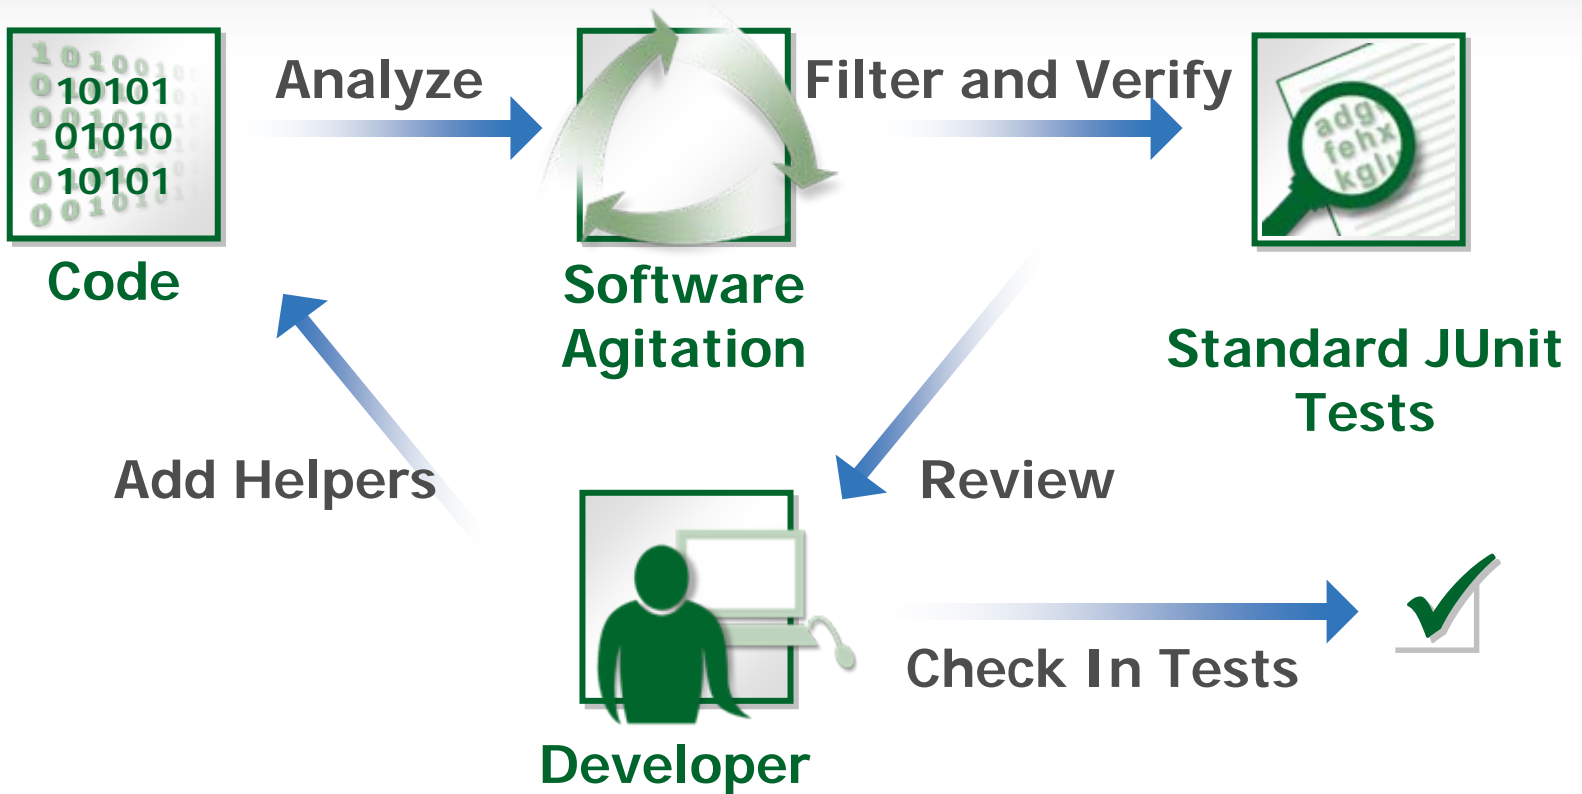 10101
01010
10101
Code
Analyze
Software
Agitation
Filter and Verify
adg
fehx
kgl
Standard JUnit
Tests
Add Helpers
Review
Developer
Check In Tests